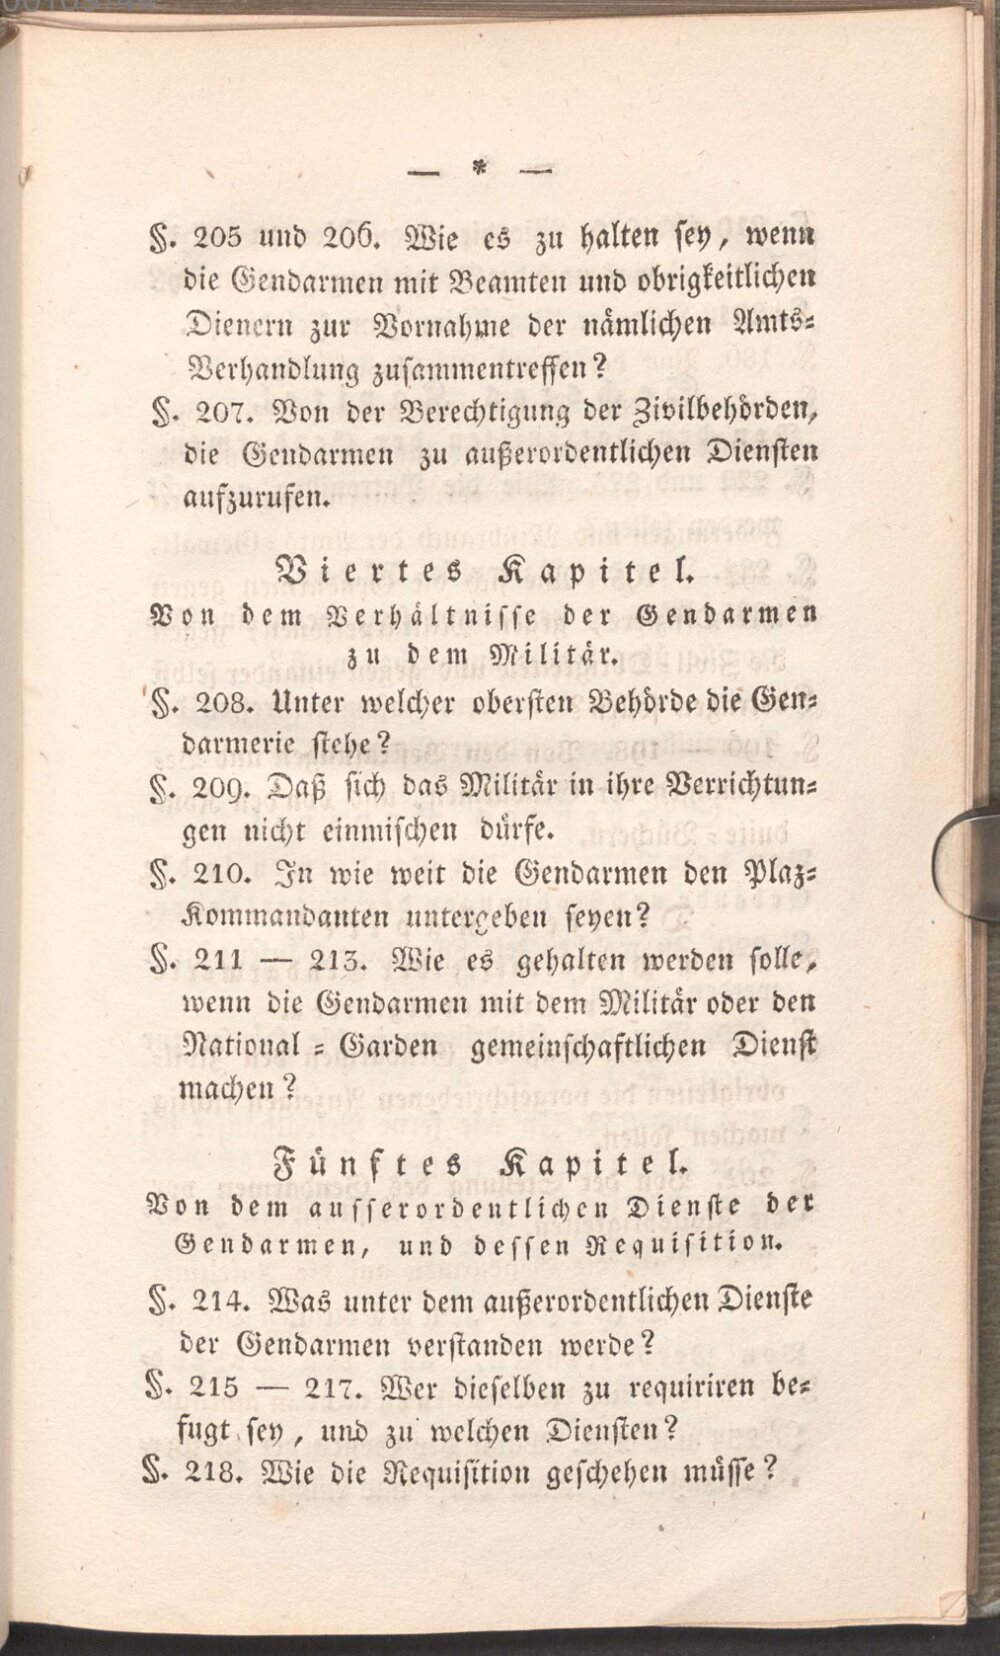 — * —
§. 205 und 206. Wie es zu halten sey, wenn
die Gendarmen mit Beamten und obrigkeitlichen
Dienern zur Vornahme der nämlichen Amts-
Verhandlung zusammentreffen?
§. 207. Von der Berechtigung der Zivilbehörden,
die Gendarmen zu außerordentlichen Diensten
aufzurufen.
Viertes Kapitel.
Von dem Verhältnisse der Gendarmen
zu dem Militär.
§. 208. Unter welcher obersten Behörde die Gen-
darmerie stehe?
§. 209. Daß sich das Militär in ihre Verrichtun-
gen nicht einmischen dürfe.
§. 210. In wie weit die Gendarmen den Plaz-
Kommandanten untergeben seyen?
§. 211 — 213. Wie es gehalten werden solle,
wenn die Gendarmen mit dem Militär oder den
National-Garden gemeinschaftlichen Dienst
machen?
Fünftes Kapitel.
Von dem ausserordentlichen Dienste der
Gendarmen, und dessen Requisition.
§. 214. Was unter dem außerordentlichen Dienste
der Gendarmen verstanden werde?
§. 215 — 217. Wer dieselben zu requiriren be-
fugt sey, und zu welchen Diensten?
§. 218. Wie die Requisition geschehen müsse?